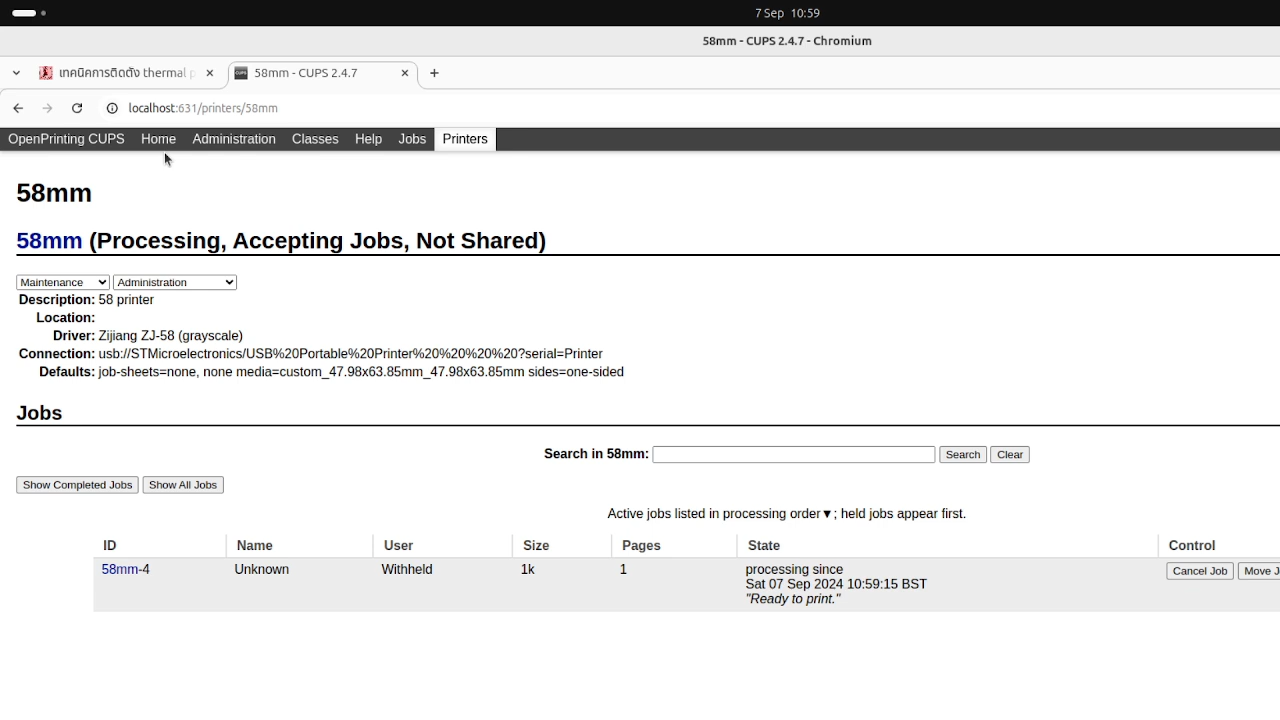 7 Sep 10:59
58mm - CUPS 2.4.7 - Chromium
เทคนิคการติดตั้ง thermal
58mm - CUPS 2.4.7
localhost:631/printers/58mm
OpenPrinting CUPS Home Administration Classes Help Jobs Printers
58mm
58mm (Processing, Accepting Jobs, Not Shared)
Maintenance Administration
Description: 58 printer
Location:
Driver: Zijiang ZJ-58 (grayscale)
Connection: usb://STMicroelectronics/USB%20Portable%20Printer%20%20%20%20?serial=Printer
Defaults: job-sheets=none, none media=custom_47.98x63.85mm_47.98x63.85mm sides=one-sided
Jobs
Search in 58mm: Search Clear
Show Completed Jobs Show All Jobs
Active jobs listed in processing order▼; held jobs appear first.
ID Name User Size Pages State Control
58mm-4 Unknown Withheld 1k 1 processing since Cancel Job Move J
Sat 07 Sep 2024 10:59:15 BST
"Ready to print."